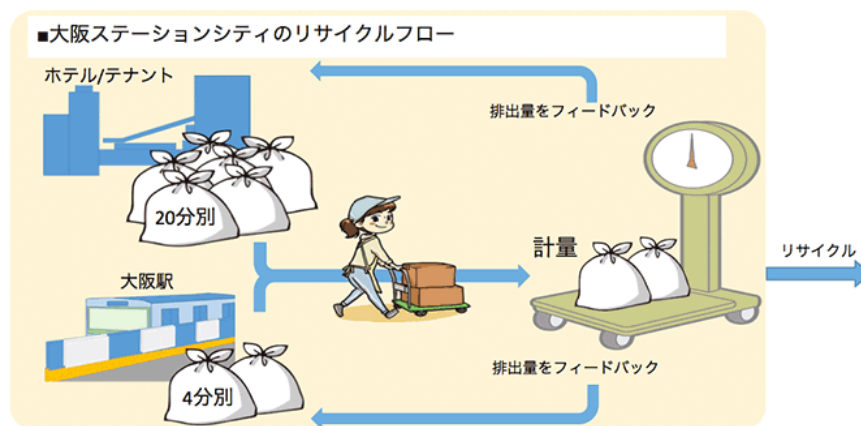 ■大阪ステーションシティのリサイクルフロー
ホテル/テナント
排出量をフィードバック
20分別
計量
リサイクル
大阪駅
排出量をフィードバック
4分別